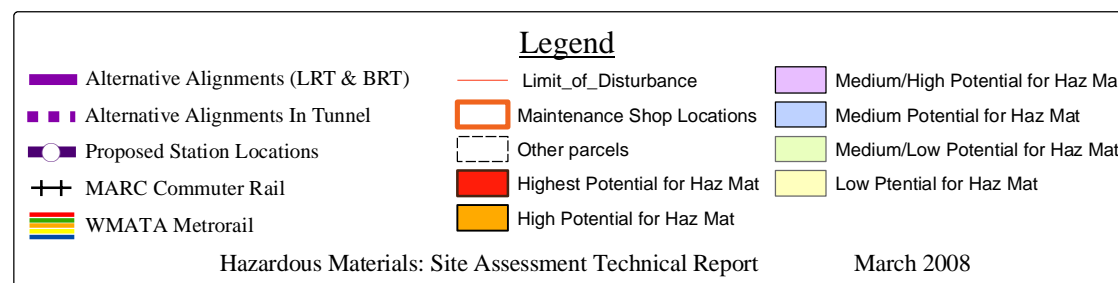 Legend
Alternative Alignments (LRT & BRT)
Alternative Alignments In Tunnel
Proposed Station Locations
MARC Commuter Rail
WMATA Metrorail
Limit_of_Disturbance
Maintenance Shop Locations
Other parcels
Highest Potential for Haz Mat
High Potential for Haz Mat
Medium/High Potential for Haz Ma
Medium Potential for Haz Mat
Medium/Low Potential for Haz Mat
Low Ptential for Haz Mat
Hazardous Materials: Site Assessment Technical Report March 2008